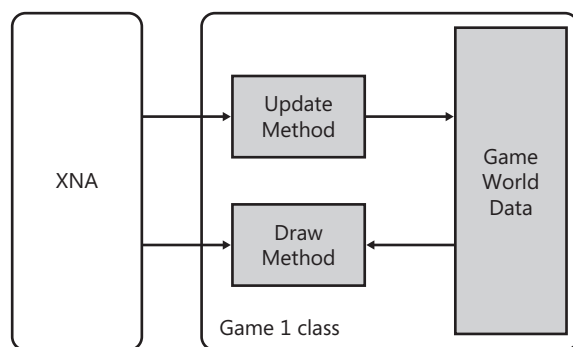 XNA
Update
Method
Draw
Method
Game
World
Data
Game 1 class